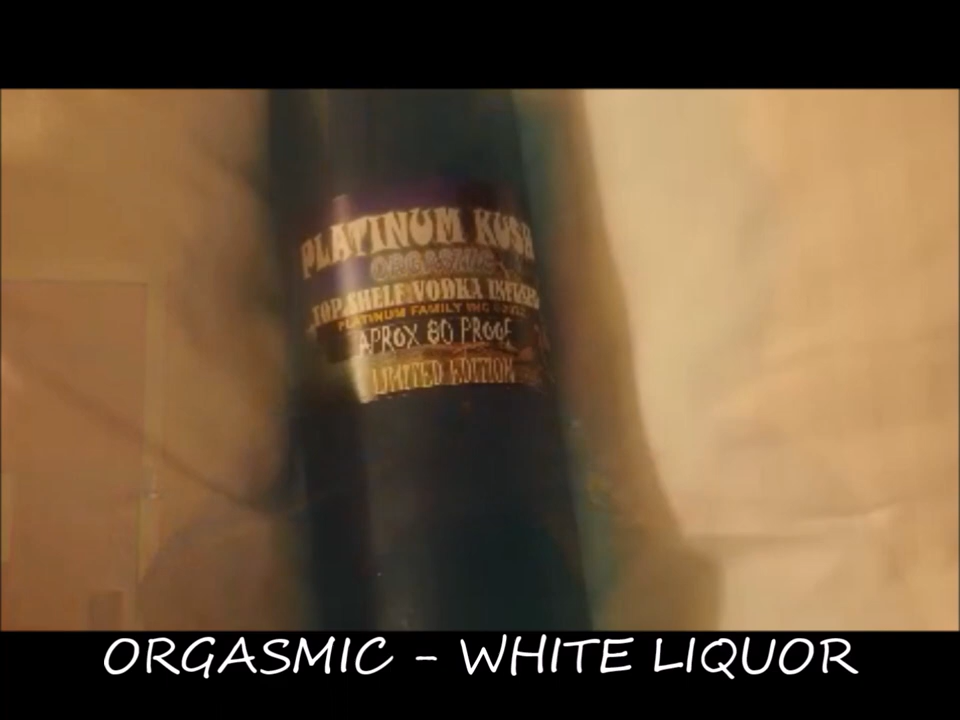 PLATINUM KUSH
ORGASMIC
TOP SHELF VODKA INFUSED
PLATINUM FAMILY INC
APROX 80 PROOF
LIMITED EDITION
ORGASMIC - WHITE LIQUOR